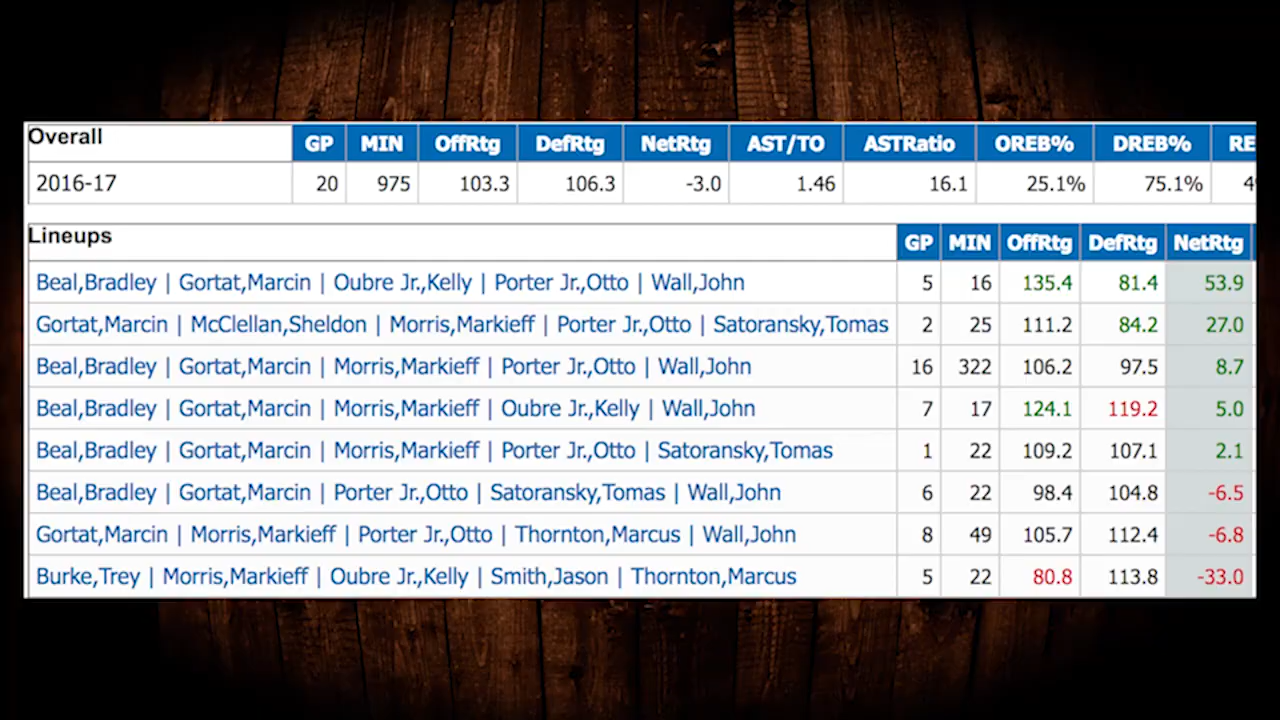 Overall GP MIN OffRtg DefRtg NetRtg AST/TO ASTRatio OREB% DREB% RE
2016-17 20 975 103.3 106.3 -3.0 1.46 16.1 25.1% 75.1%
Lineups GP MIN OffRtg DefRtg NetRtg
Beal,Bradley | Gortat,Marcin | Oubre Jr.,Kelly | Porter Jr.,Otto | Wall,John 5 16 135.4 81.4 53.9
Gortat,Marcin | McClellan,Sheldon | Morris,Markieff | Porter Jr.,Otto | Satoransky,Tomas 2 25 111.2 84.2 27.0
Beal,Bradley | Gortat,Marcin | Morris,Markieff | Porter Jr.,Otto | Wall,John 16 322 106.2 97.5 8.7
Beal,Bradley | Gortat,Marcin | Morris,Markieff | Oubre Jr.,Kelly | Wall,John 7 17 124.1 119.2 5.0
Beal,Bradley | Gortat,Marcin | Morris,Markieff | Porter Jr.,Otto | Satoransky,Tomas 1 22 109.2 107.1 2.1
Beal,Bradley | Gortat,Marcin | Porter Jr.,Otto | Satoransky,Tomas | Wall,John 6 22 98.4 104.8 -6.5
Gortat,Marcin | Morris,Markieff | Porter Jr.,Otto | Thornton,Marcus | Wall,John 8 49 105.7 112.4 -6.8
Burke,Trey | Morris,Markieff | Oubre Jr.,Kelly | Smith,Jason | Thornton,Marcus 5 22 80.8 113.8 -33.0